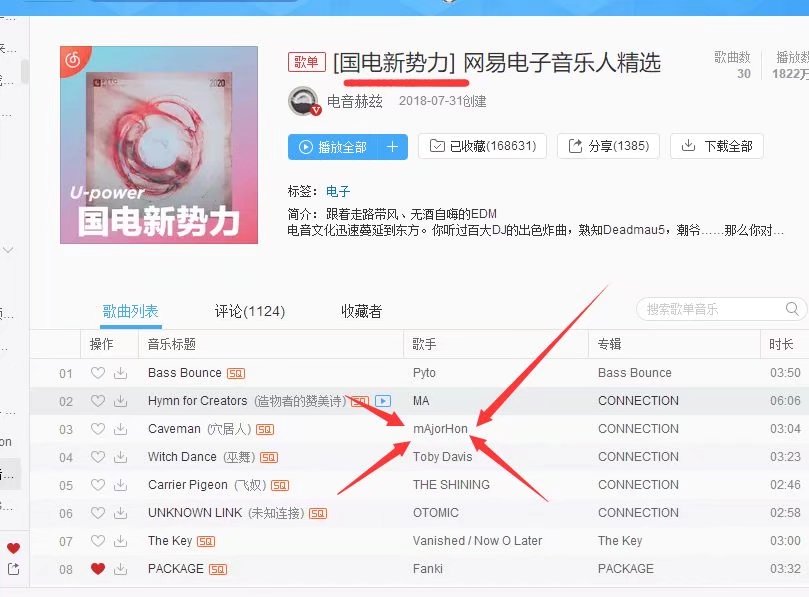 歌单 [国电新势力] 网易电子音乐人精选
歌曲数 播放数
30 1822万
电音赫兹 2018-07-31创建
播放全部 + 已收藏(168631) 分享(1385) 下载全部
标签: 电子
简介: 跟着走路带风、无酒自嗨的EDM
电音文化迅速蔓延到东方。你听过百大DJ的出色炸曲，熟知Deadmau5，潮爷……那么你对...
PYTO 2020
U-power
国电新势力
歌曲列表 评论(1124) 收藏者
搜索歌单音乐
操作 音乐标题 歌手 专辑 时长
01 Bass Bounce SQ Pyto Bass Bounce 03:50
02 Hymn for Creators (造物者的赞美诗) SQ MA CONNECTION 06:06
03 Caveman (穴居人) SQ mAjorHon CONNECTION 03:04
04 Witch Dance (巫舞) SQ Toby Davis CONNECTION 03:23
05 Carrier Pigeon (飞奴) SQ THE SHINING CONNECTION 02:46
06 UNKNOWN LINK (未知连接) SQ OTOMIC CONNECTION 02:58
07 The Key SQ Vanished / Now O Later The Key 03:00
08 PACKAGE SQ Fanki PACKAGE 03:32